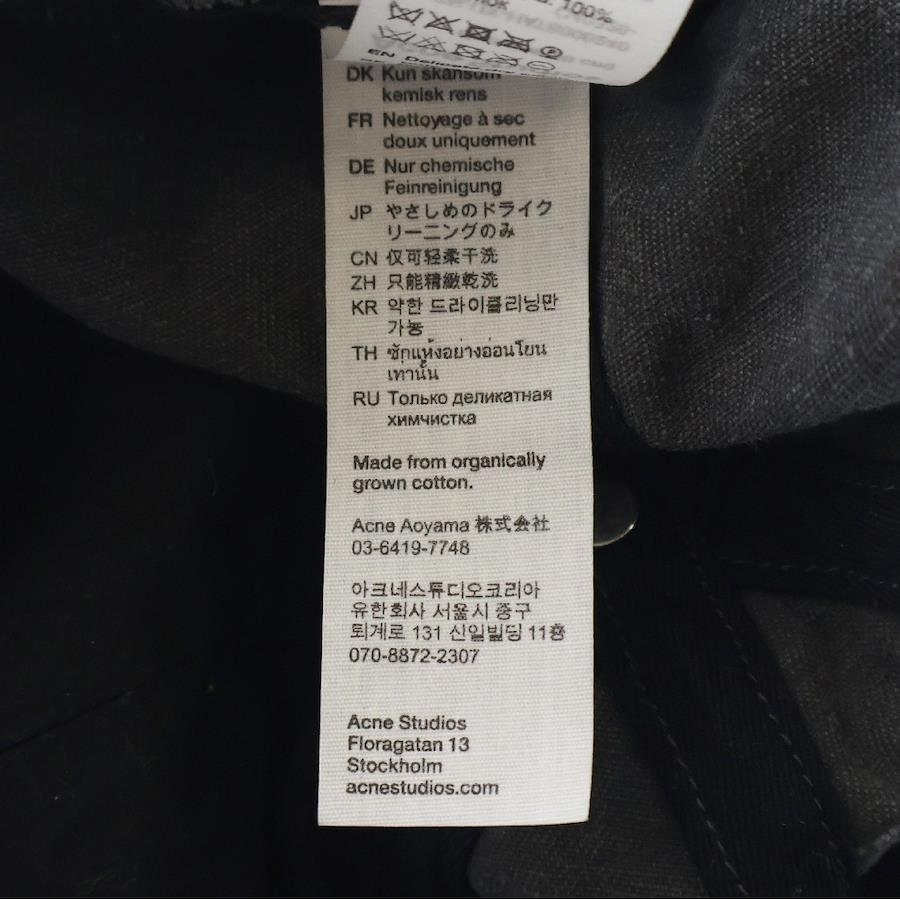 100%
EN Delicate
DK Kun skånsom
kemisk rens
FR Nettoyage à sec
doux uniquement
DE Nur chemische
Feinreinigung
JP やさしめのドライク
リーニングのみ
CN 仅可轻柔干洗
ZH 只能精緻乾洗
KR 약한 드라이클리닝만
가능
TH ซักแห้งอย่างอ่อนโยน
เท่านั้น
RU Только деликатная
химчистка
Made from organically
grown cotton.
Acne Aoyama 株式会社
03-6419-7748
아크네스튜디오코리아
유한회사 서울시 중구
퇴계로 131 신일빌딩 11층
070-8872-2307
Acne Studios
Floragatan 13
Stockholm
acnestudios.com